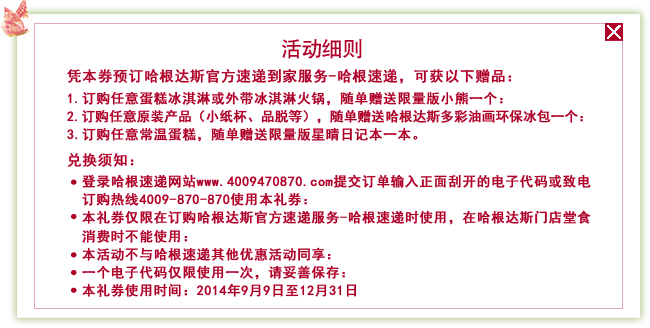 活动细则
凭本券预订哈根达斯官方速递到家服务-哈根速递，可获以下赠品：
1.订购任意蛋糕冰淇淋或外带冰淇淋火锅，随单赠送限量版小熊一个：
2.订购任意原装产品（小纸杯、品脱等），随单赠送哈根达斯多彩油画环保冰包一个：
3.订购任意常温蛋糕，随单赠送限量版星晴日记本一本。
兑换须知：
●登录哈根速递网站www.4009470870.com提交订单输入正面刮开的电子代码或致电
订购热线4009-870-870使用本礼券：
●本礼券仅限在订购哈根达斯官方速递服务-哈根速递时使用，在哈根达斯门店堂食
消费时不能使用：
●本活动不与哈根速递其他优惠活动同享：
●一个电子代码仅限使用一次，请妥善保存：
●本礼券使用时间：2014年9月9日至12月31日